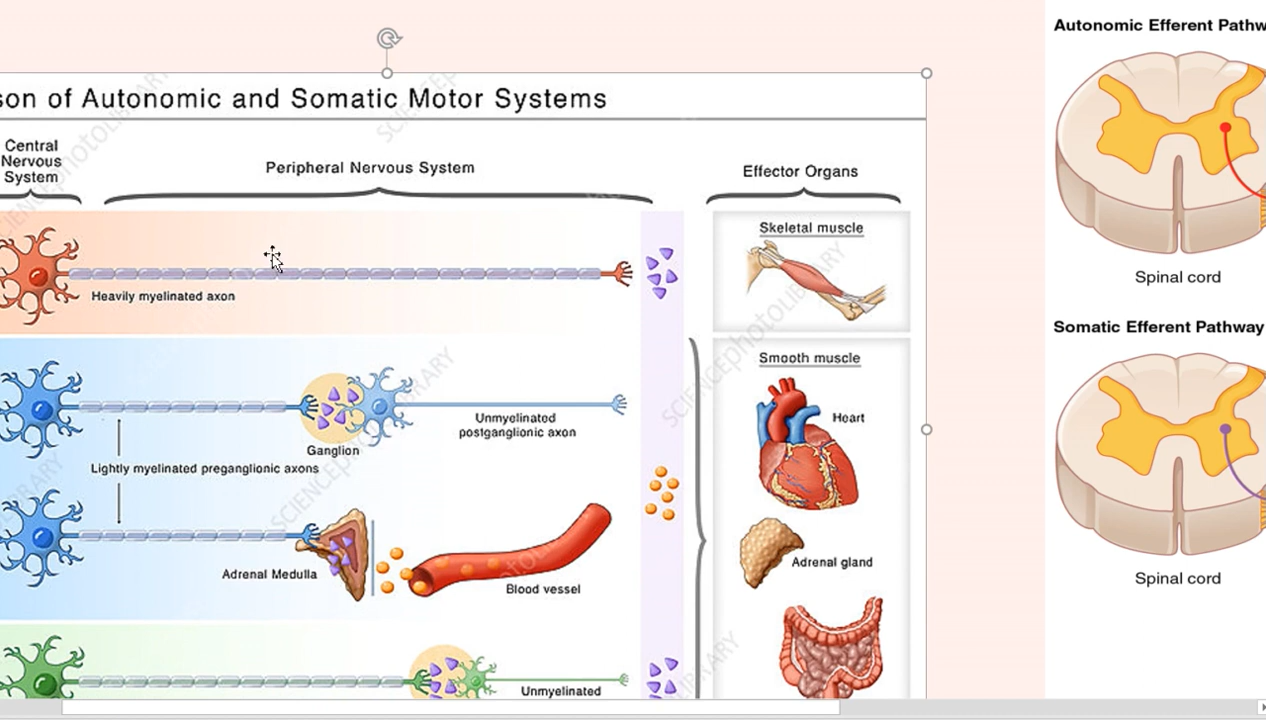 son of Autonomic and Somatic Motor Systems
Central
Nervous
System
Peripheral Nervous System
Effector Organs
Skeletal muscle
Heavily myelinated axon
Smooth muscle
Heart
Unmyelinated
postganglionic axon
Ganglion
Lightly myelinated preganglionic axons
Adrenal Medulla
Blood vessel
Adrenal gland
Unmyelinated
Autonomic Efferent Pathw
Spinal cord
Somatic Efferent Pathway
Spinal cord
SCIENCEphotoLIBRARY